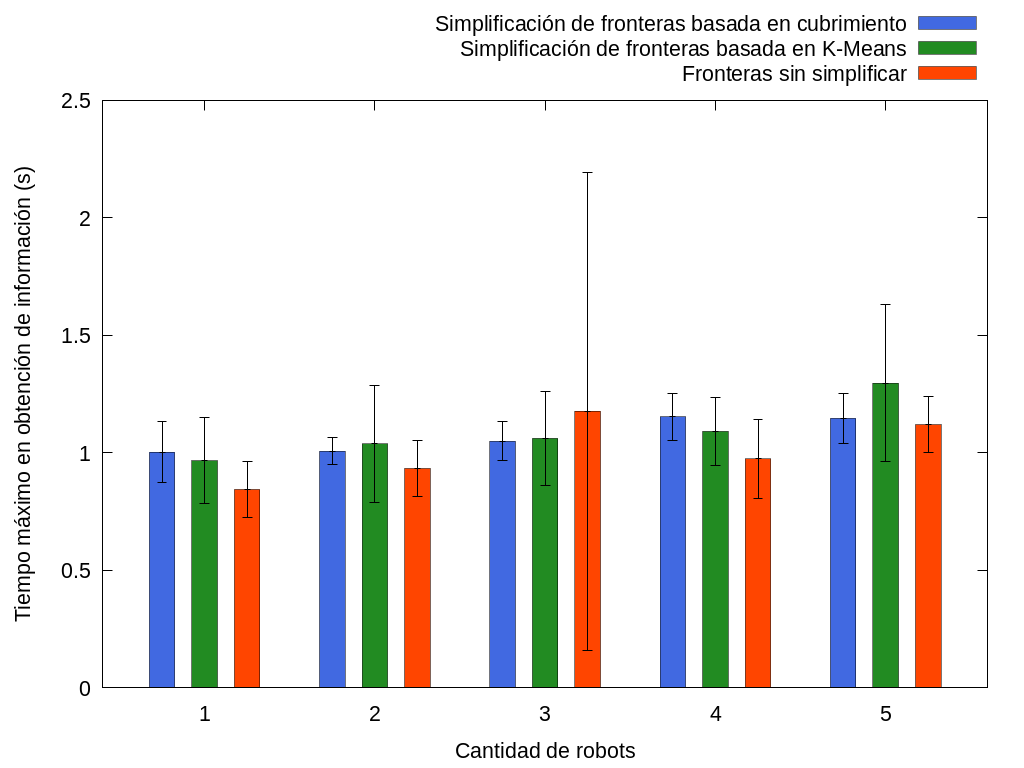 Simplificación de fronteras basada en cubrimiento
Simplificación de fronteras basada en K-Means
Fronteras sin simplificar
2.5
2
1.5
1
0.5
0
Tiempo máximo en obtención de información (s)
1 2 3 4 5
Cantidad de robots